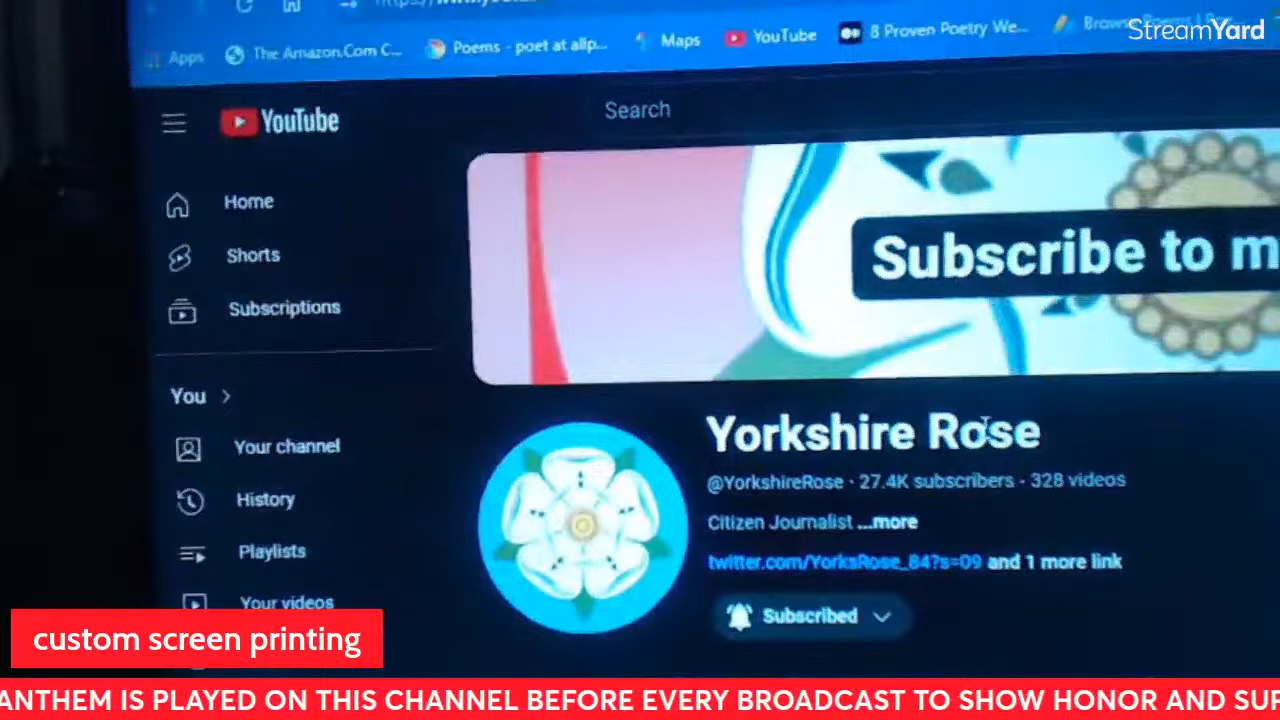 StreamYard
Apps
The Amazon.Com C...
Poems - poet at allp...
Maps
YouTube
8 Proven Poetry We...
YouTube
Search
Home
Shorts
Subscriptions
Subscribe to m
You
Your channel
History
Playlists
Your videos
Yorkshire Rose
@YorkshireRose · 27.4K subscribers · 328 videos
Citizen Journalist ...more
twitter.com/YorksRose_84?s=09 and 1 more link
Subscribed
custom screen printing
ANTHEM IS PLAYED ON THIS CHANNEL BEFORE EVERY BROADCAST TO SHOW HONOR AND SUP